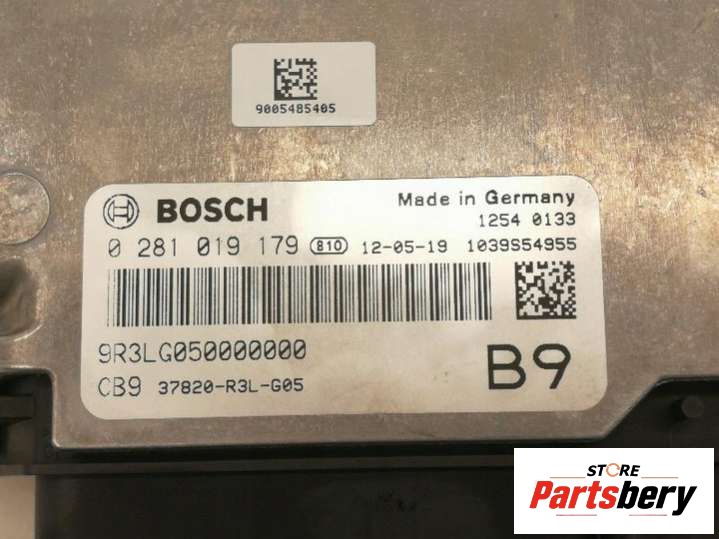 9005485405
BOSCH
Made in Germany
1254 0133
0 281 019 179 810 12-05-19 1039S54955
9R3LG050000000
CB9 37820-R3L-G05
B9
STORE
Partsbery